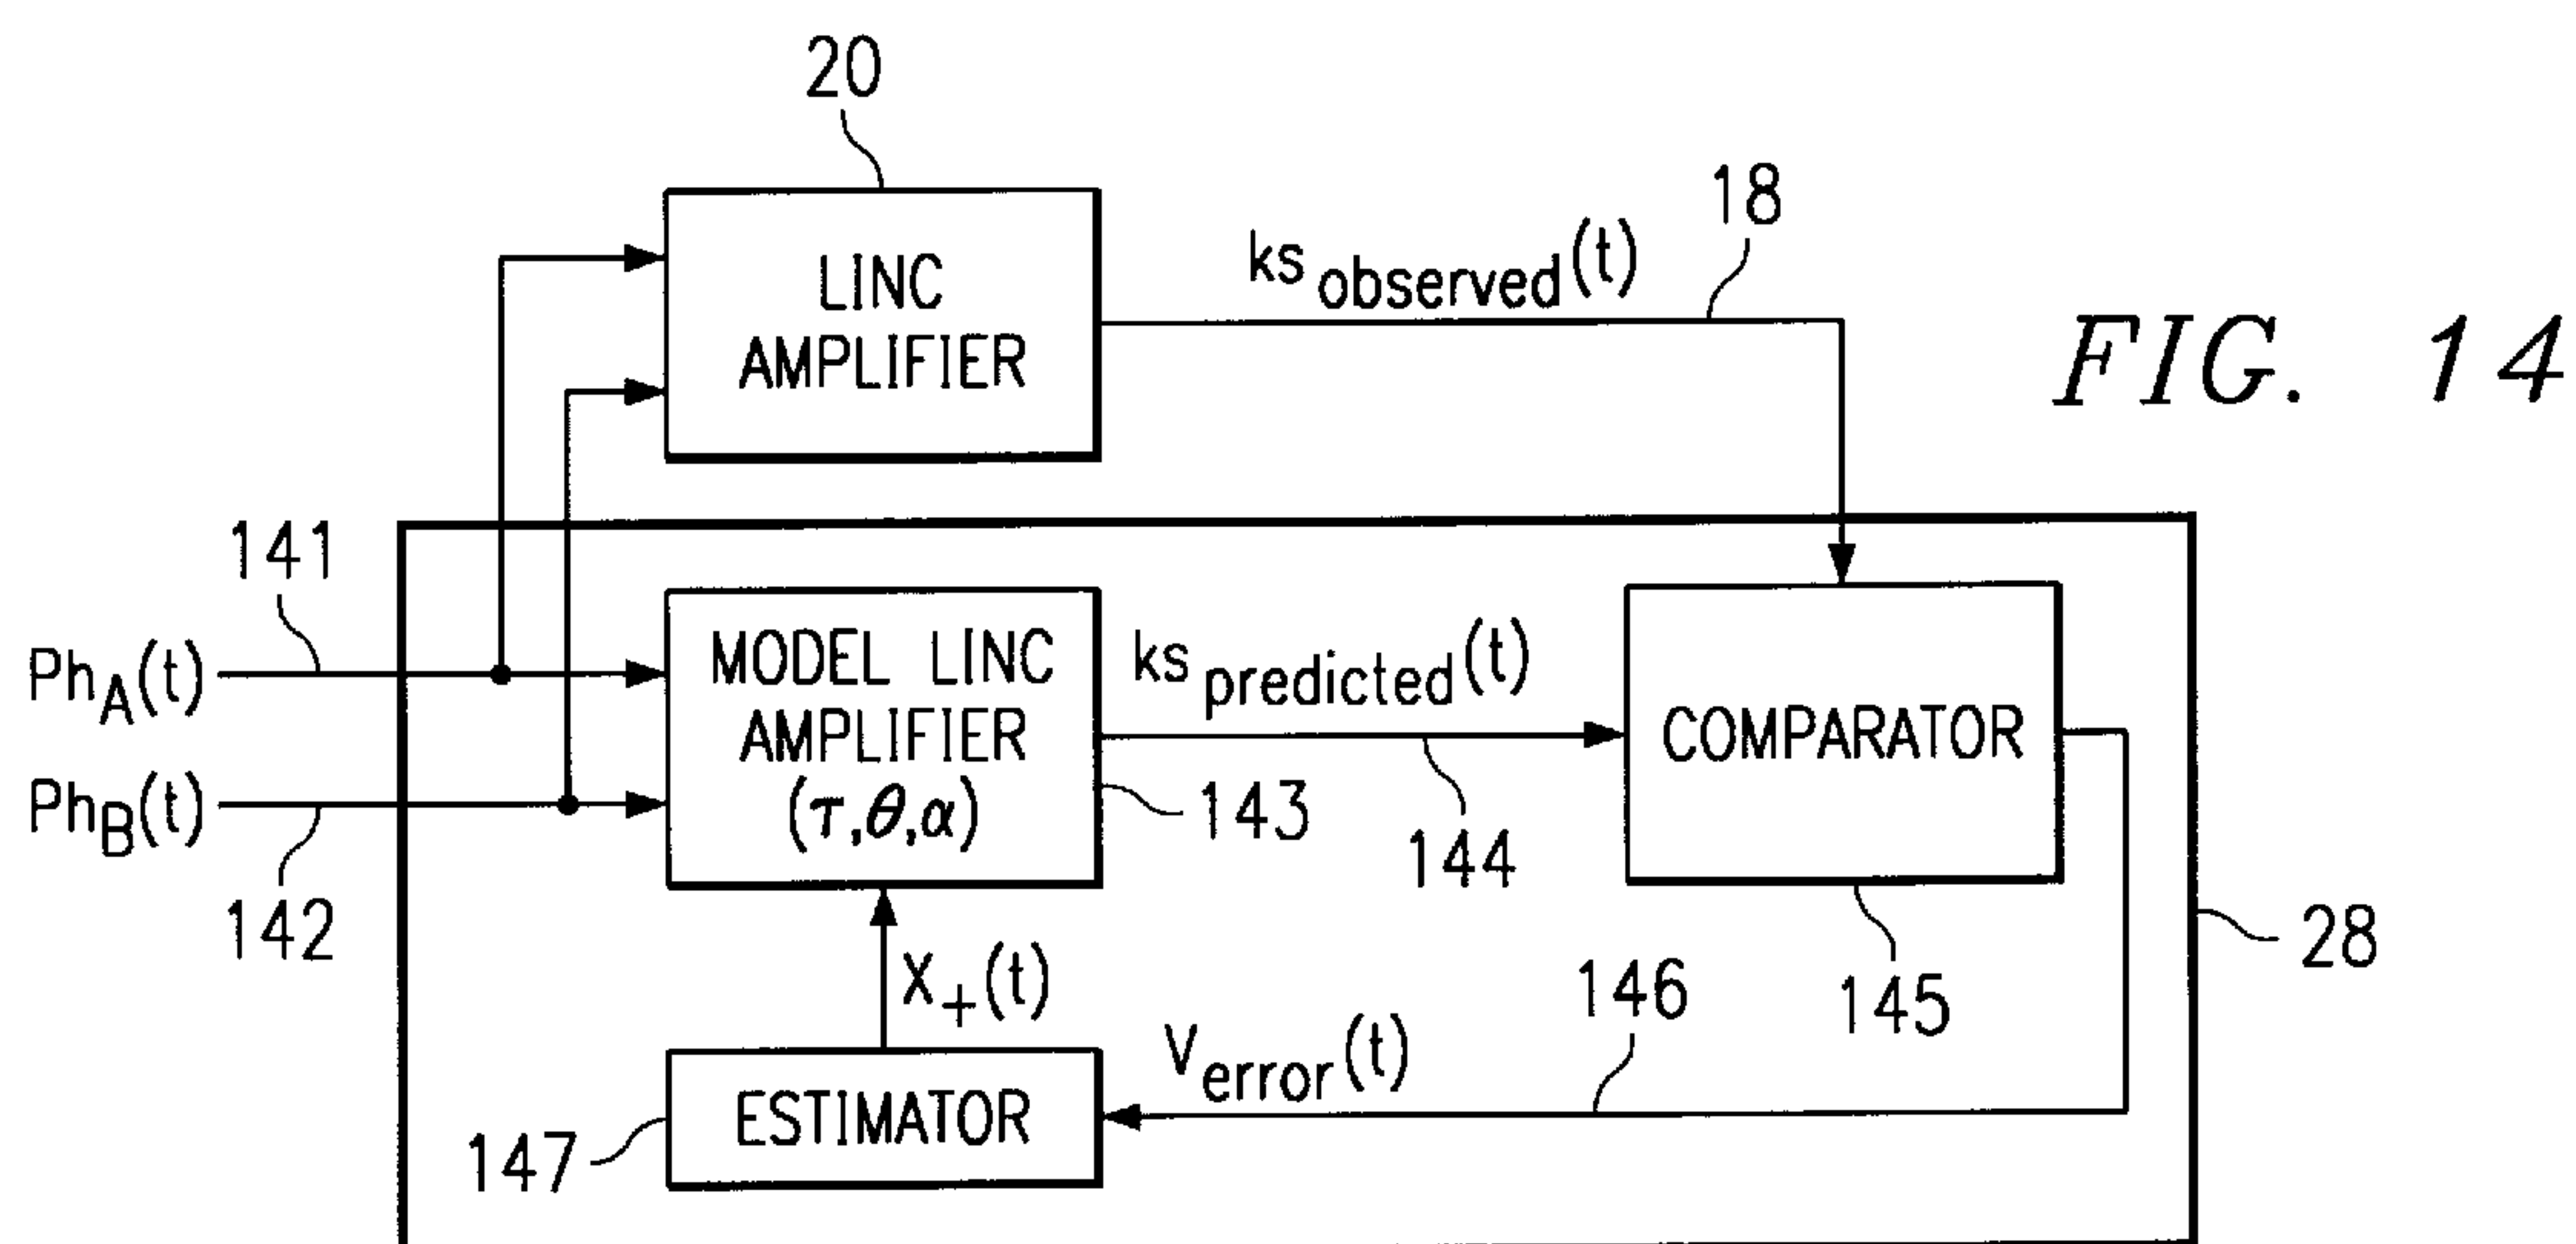 20
LINC
AMPLIFIER
ks observed(t)
18
FIG. 14
141
PhA(t)
MODEL LINC
AMPLIFIER
(τ,θ,α)
ks predicted(t)
COMPARATOR
143
144
PhB(t)
142
X+(t)
28
146
145
Verror(t)
ESTIMATOR
147